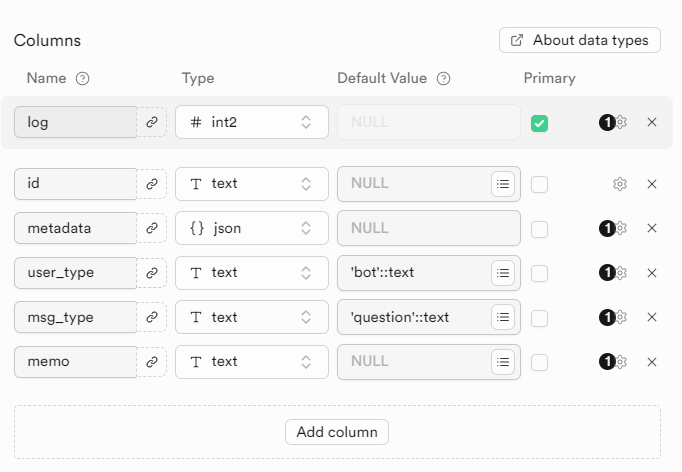 Columns
About data types
Name ? Type Default Value ? Primary
log # int2 NULL 1
id T text NULL
metadata {} json NULL 1
user_type T text 'bot'::text 1
msg_type T text 'question'::text 1
memo T text NULL 1
Add column